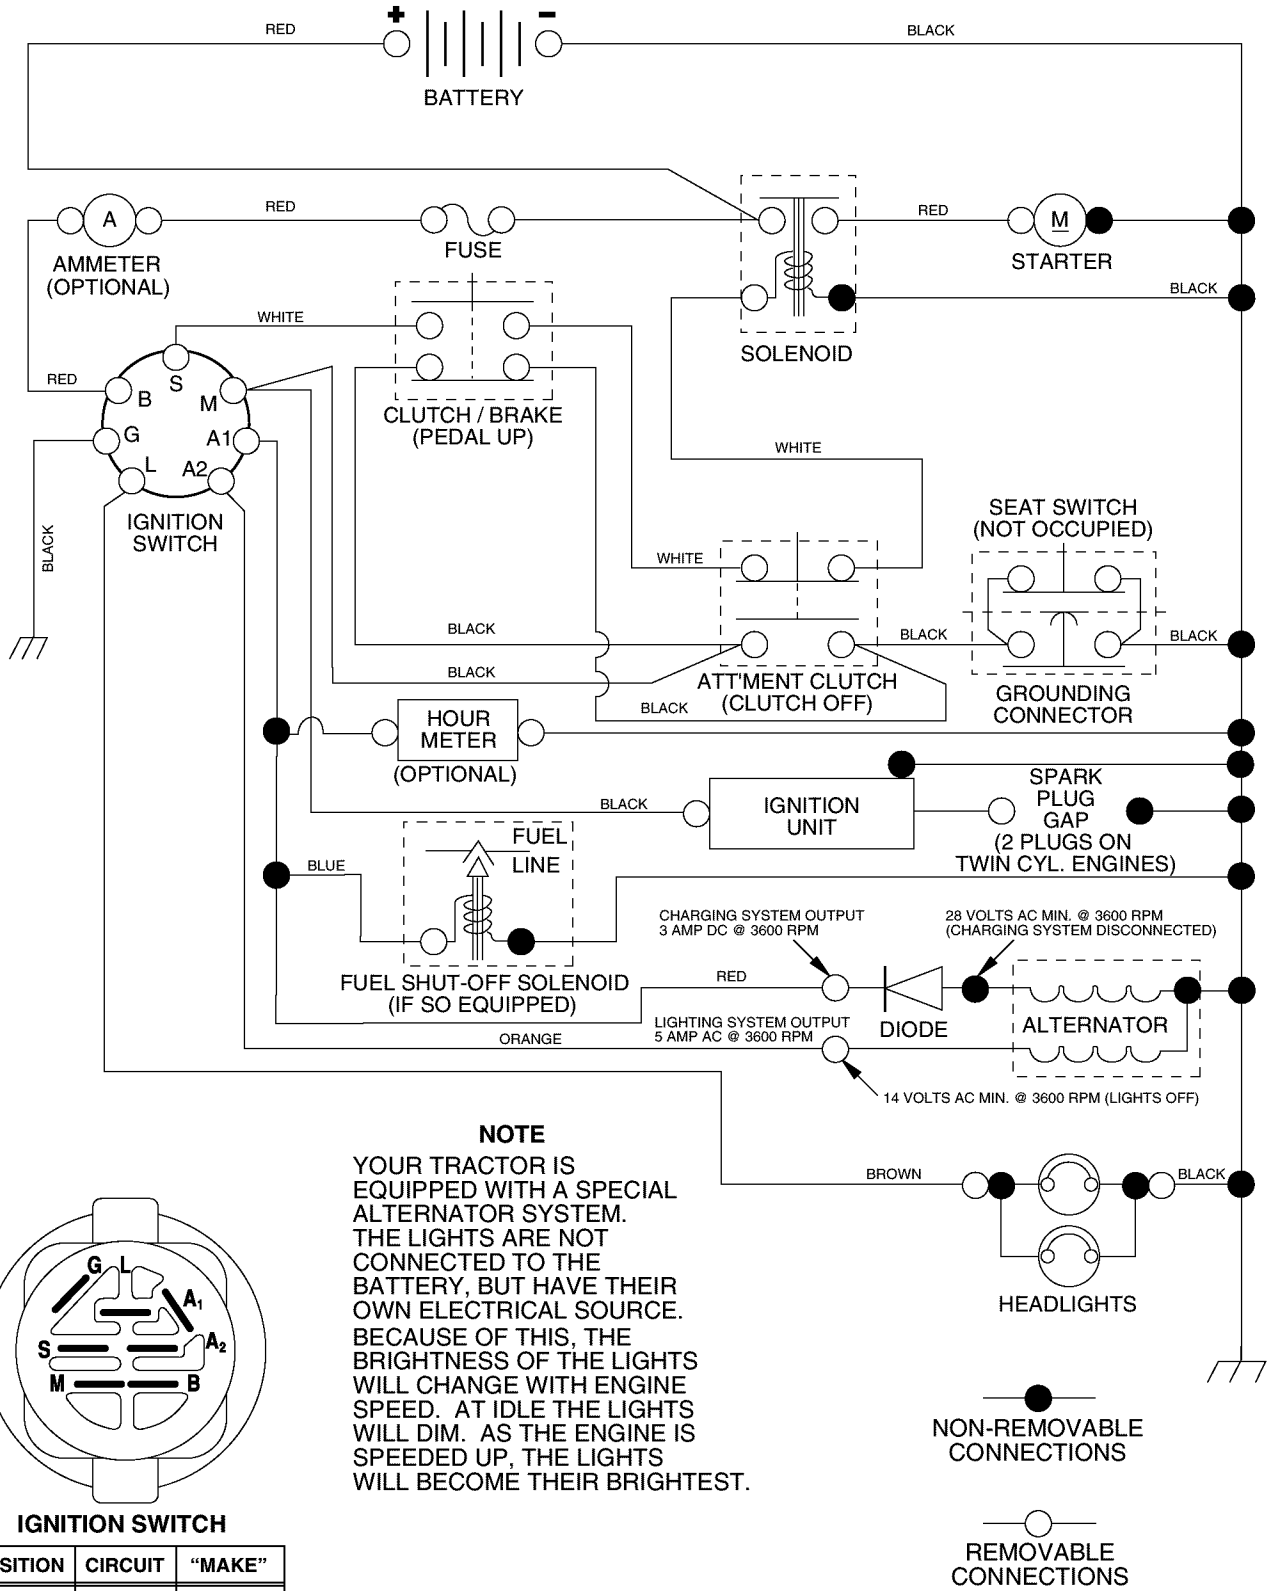 + −
RED
BLACK
BATTERY
A
RED
FUSE
RED
M
STARTER
AMMETER
(OPTIONAL)
BLACK
WHITE
SOLENOID
RED
S
B
M
G
A1
L
A2
CLUTCH / BRAKE
(PEDAL UP)
WHITE
IGNITION
SWITCH
BLACK
SEAT SWITCH
(NOT OCCUPIED)
WHITE
BLACK
BLACK
BLACK
BLACK
ATT'MENT CLUTCH
(CLUTCH OFF)
BLACK
GROUNDING
CONNECTOR
HOUR
METER
(OPTIONAL)
BLACK
IGNITION
UNIT
SPARK
PLUG
GAP
(2 PLUGS ON
TWIN CYL. ENGINES)
FUEL
LINE
BLUE
FUEL SHUT-OFF SOLENOID
(IF SO EQUIPPED)
CHARGING SYSTEM OUTPUT
3 AMP DC @ 3600 RPM
28 VOLTS AC MIN. @ 3600 RPM
(CHARGING SYSTEM DISCONNECTED)
RED
DIODE
ALTERNATOR
LIGHTING SYSTEM OUTPUT
5 AMP AC @ 3600 RPM
ORANGE
14 VOLTS AC MIN. @ 3600 RPM (LIGHTS OFF)
BROWN
BLACK
HEADLIGHTS
NOTE
YOUR TRACTOR IS
EQUIPPED WITH A SPECIAL
ALTERNATOR SYSTEM.
THE LIGHTS ARE NOT
CONNECTED TO THE
BATTERY, BUT HAVE THEIR
OWN ELECTRICAL SOURCE.
BECAUSE OF THIS, THE
BRIGHTNESS OF THE LIGHTS
WILL CHANGE WITH ENGINE
SPEED. AT IDLE THE LIGHTS
WILL DIM. AS THE ENGINE IS
SPEEDED UP, THE LIGHTS
WILL BECOME THEIR BRIGHTEST.
G L
A1
A2
S
M
B
IGNITION SWITCH
SITION CIRCUIT “MAKE”
NON-REMOVABLE
CONNECTIONS
REMOVABLE
CONNECTIONS